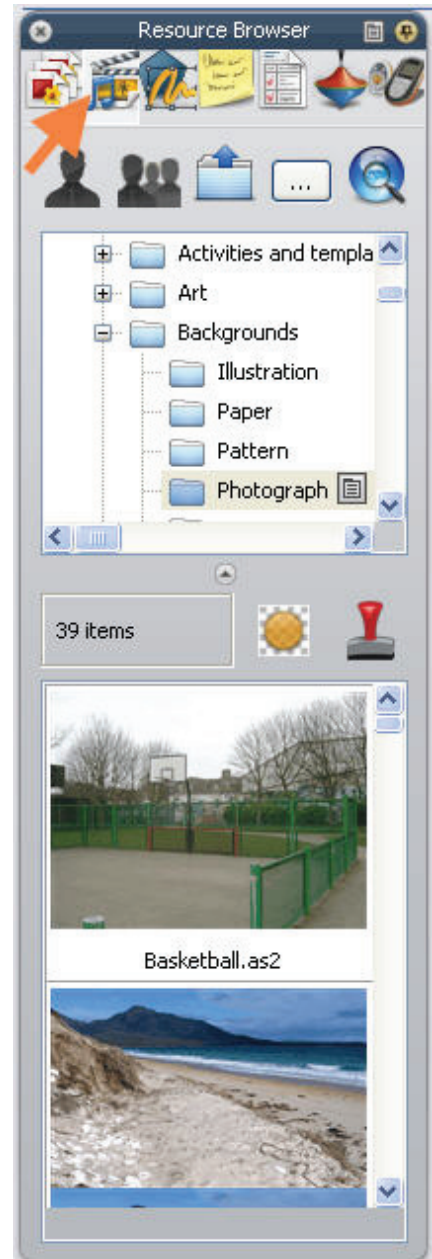 Resource Browser
...
Activities and templa
Art
Backgrounds
Illustration
Paper
Pattern
Photograph
39 items
Basketball.as2